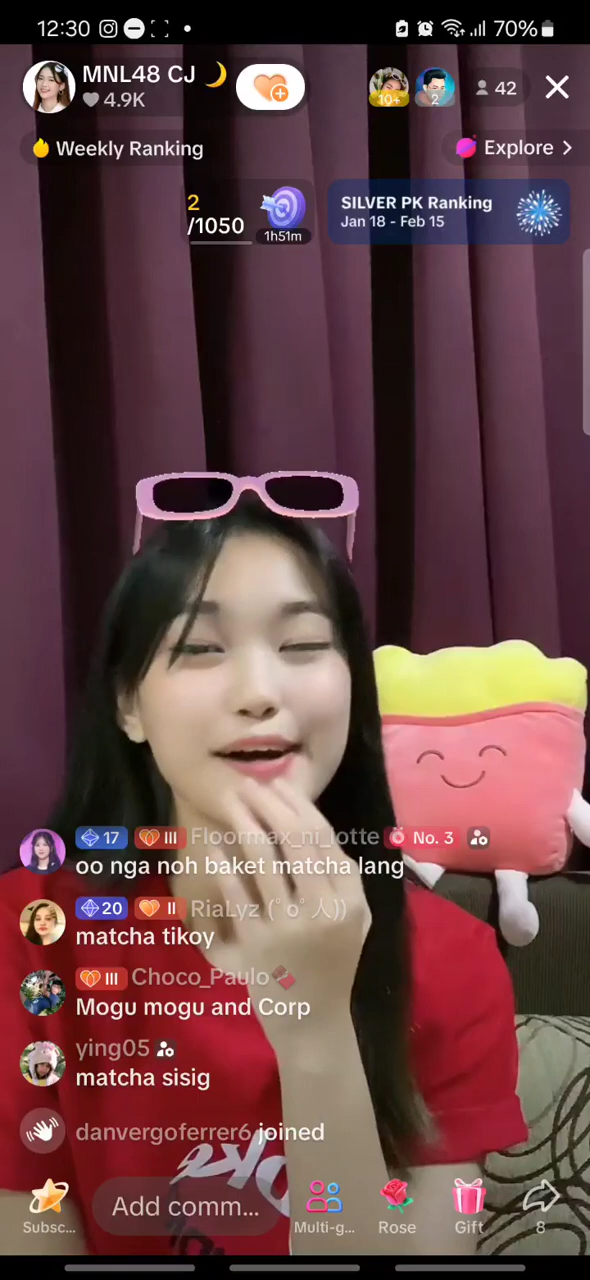 12:30
70%
MNL48 CJ 🌙
4.9K
10+
2
42
Weekly Ranking
Explore >
2
/1050
1h51m
SILVER PK Ranking
Jan 18 - Feb 15
17 III Floormax_ni_lotte No. 3
oo nga noh baket matcha lang
20 II RiaLyz (ﾟoﾟ人))
matcha tikoy
III Choco_Paulo🍫
Mogu mogu and Corp
ying05
matcha sisig
danvergoferrer6 joined
Add comm...
Subsc...
Multi-g...
Rose
Gift
8